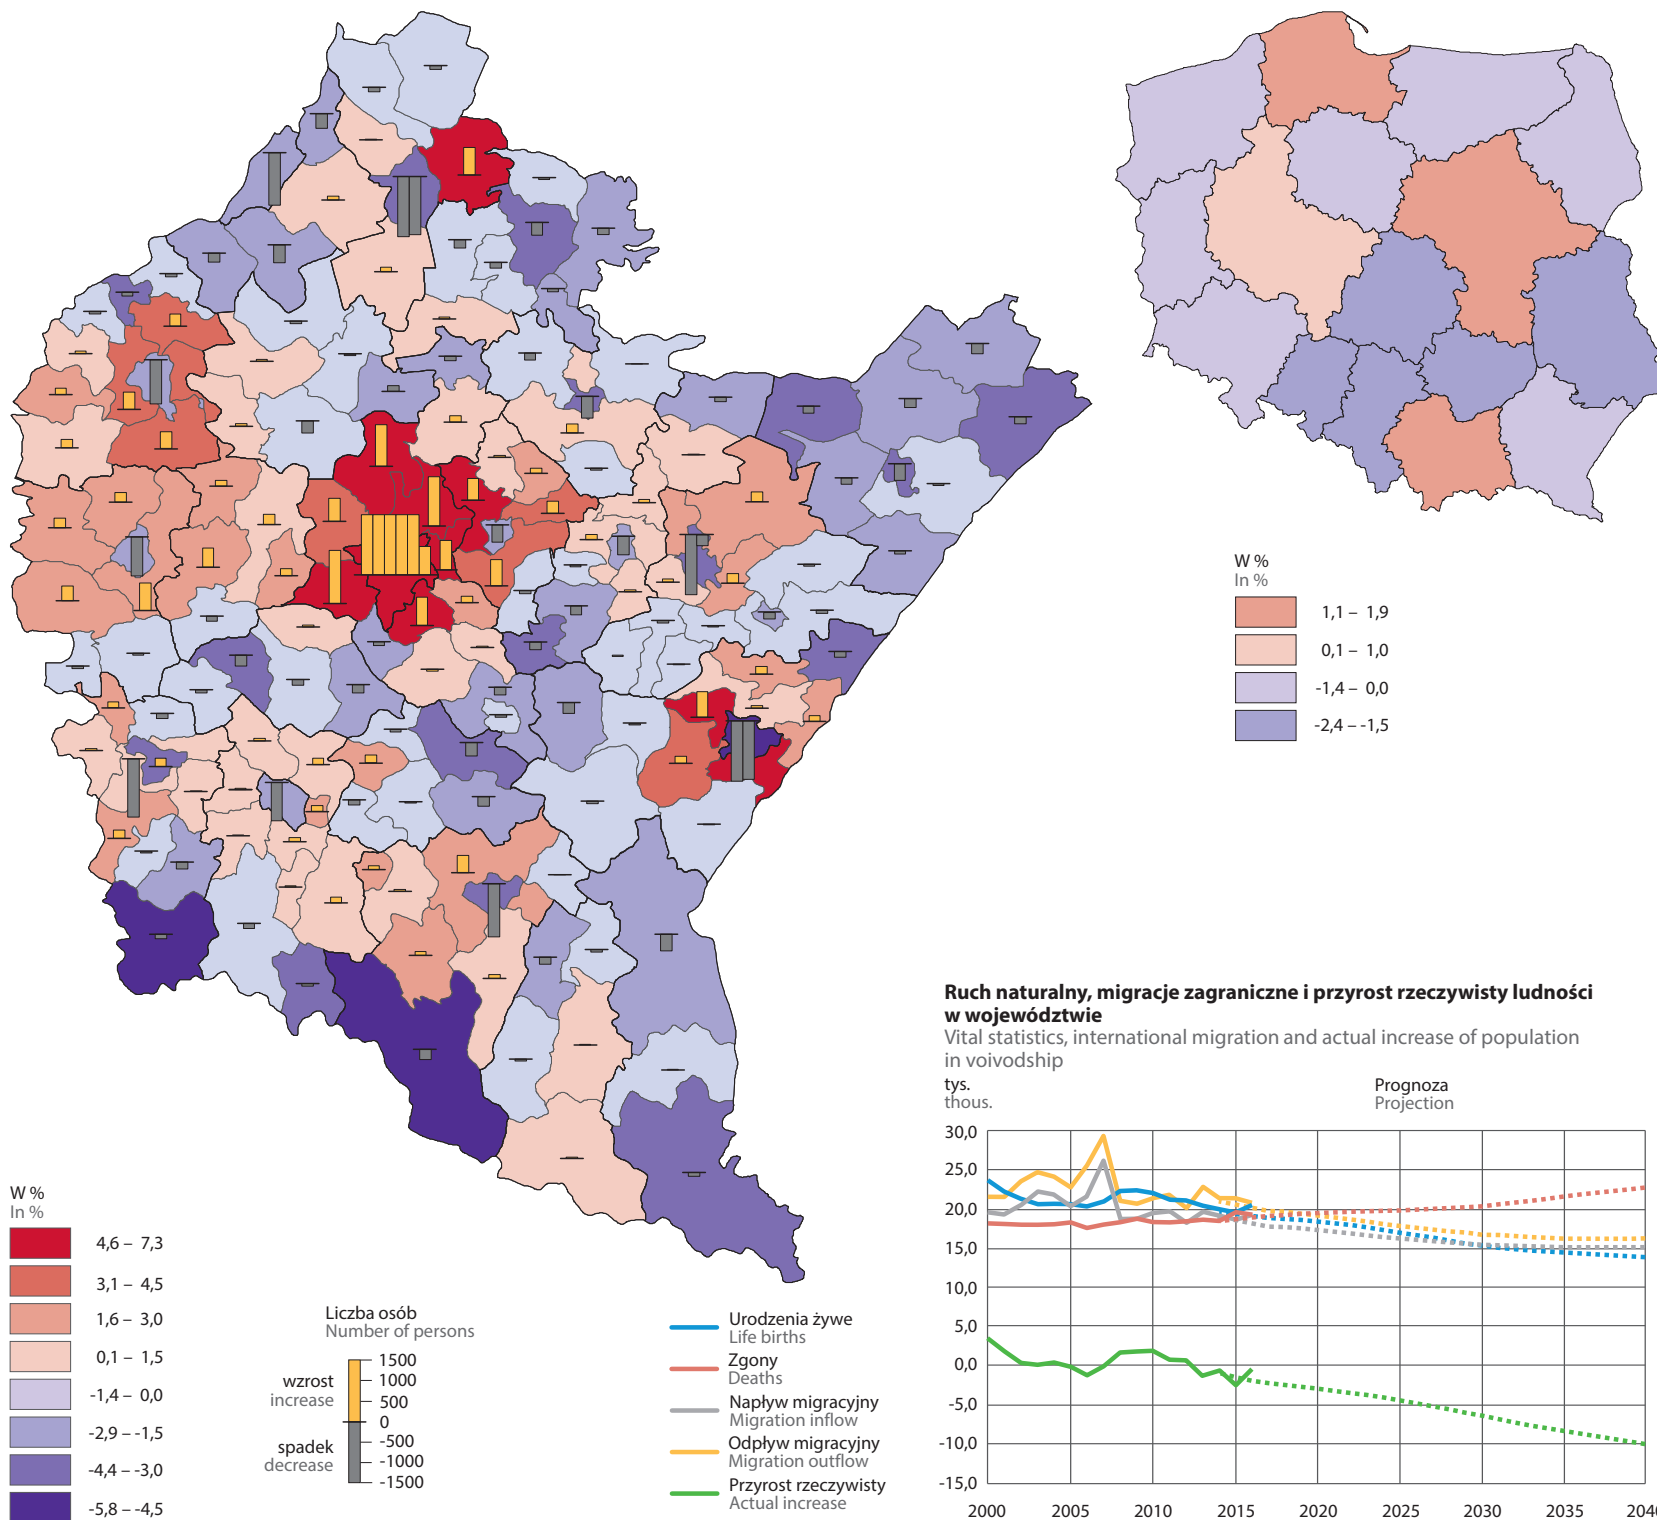 W %
In %
1,1 – 1,9
0,1 – 1,0
-1,4 – 0,0
-2,4 – -1,5
Ruch naturalny, migracje zagraniczne i przyrost rzeczywisty ludności
w województwie
Vital statistics, international migration and actual increase of population
in voivodship
tys.
thous.
Prognoza
Projection
30,0
25,0
20,0
15,0
10,0
5,0
0,0
-5,0
-10,0
-15,0
2000 2005 2010 2015 2020 2025 2030 2035
W %
In %
4,6 – 7,3
3,1 – 4,5
1,6 – 3,0
0,1 – 1,5
-1,4 – 0,0
-2,9 – -1,5
-4,4 – -3,0
-5,8 – -4,5
Liczba osób
Number of persons
wzrost
increase
spadek
decrease
1500
1000
500
0
-500
-1000
-1500
Urodzenia żywe
Life births
Zgony
Deaths
Napływ migracyjny
Migration inflow
Odpływ migracyjny
Migration outflow
Przyrost rzeczywisty
Actual increase